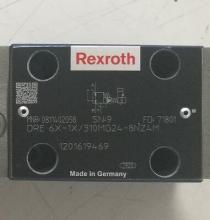 Rexroth
MNR: 0811402058 SN:9 FD: 71801
DRE 6X-1X/310MG24-8NZ4M
1201619469
Made in Germany